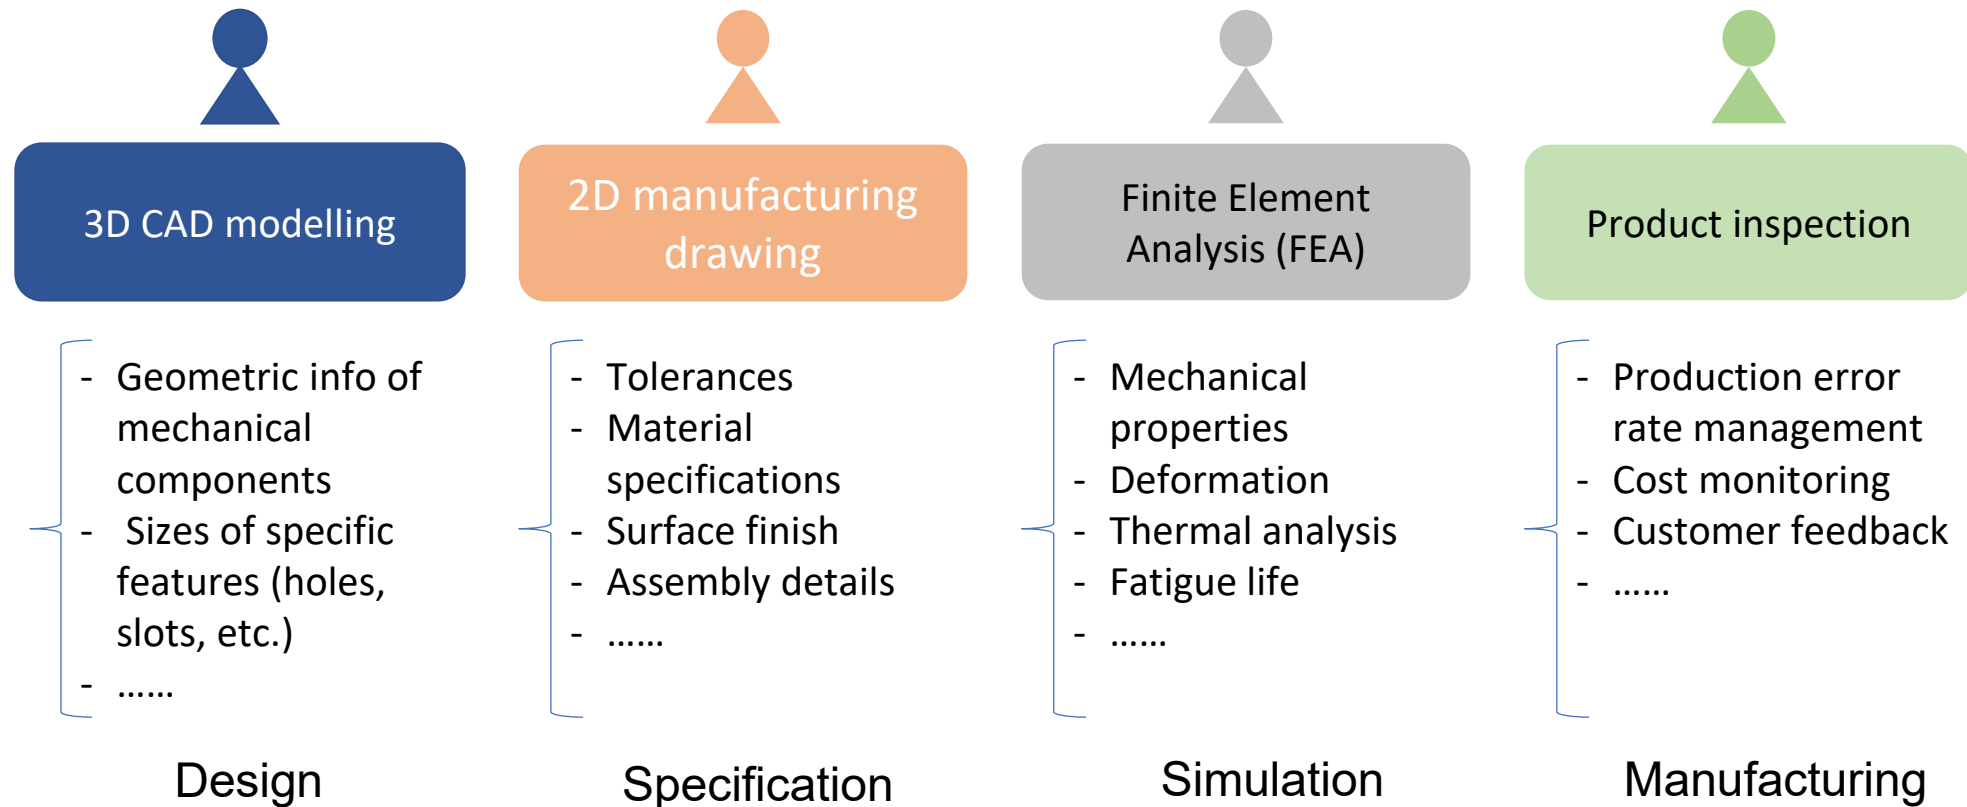 3D CAD modelling
2D manufacturing
drawing
Finite Element
Analysis (FEA)
Product inspection
- Geometric info of
mechanical
components
- Sizes of specific
features (holes,
slots, etc.)
- ……
- Tolerances
- Material
specifications
- Surface finish
- Assembly details
- ……
- Mechanical
properties
- Deformation
- Thermal analysis
- Fatigue life
- ……
- Production error
rate management
- Cost monitoring
- Customer feedback
- ……
Design
Specification
Simulation
Manufacturing